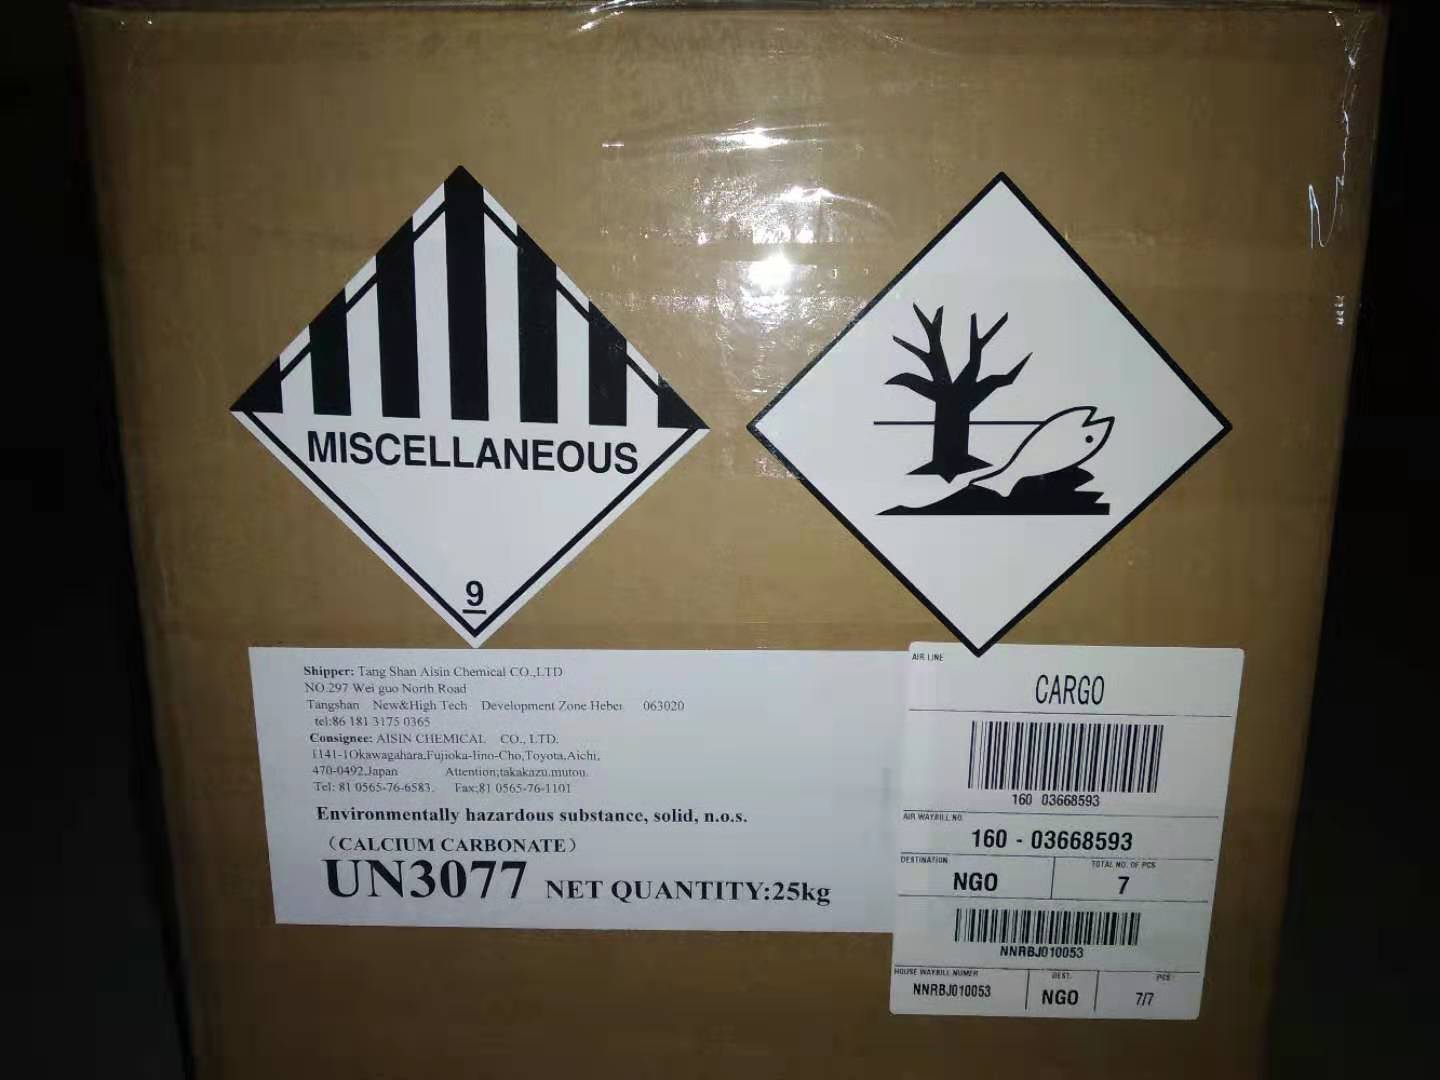 MISCELLANEOUS
9
Shipper: Tang Shan Aisin Chemical CO.,LTD
NO.297 Wei guo North Road
Tangshan New&High Tech Development Zone Hebei 063020
tel:86 181 3175 0365
Consignee: AISIN CHEMICAL CO., LTD.
1141-1Okawagahara,Fujioka-Iino-Cho,Toyota,Aichi,
470-0492,Japan Attention;takakazu.mutou.
Tel: 81 0565-76-6583. Fax;81 0565-76-1101
Environmentally hazardous substance, solid, n.o.s.
（CALCIUM CARBONATE）
UN3077 NET QUANTITY:25kg
AIR LINE
CARGO
160 03668593
AIR WAYBILL NO.
160 - 03668593
DESTINATION TOTAL NO. OF PCS
NGO 7
NNRBJ010053
HOUSE WAYBILL NUMER DEST. PCS
NNRBJ010053 NGO 7/7